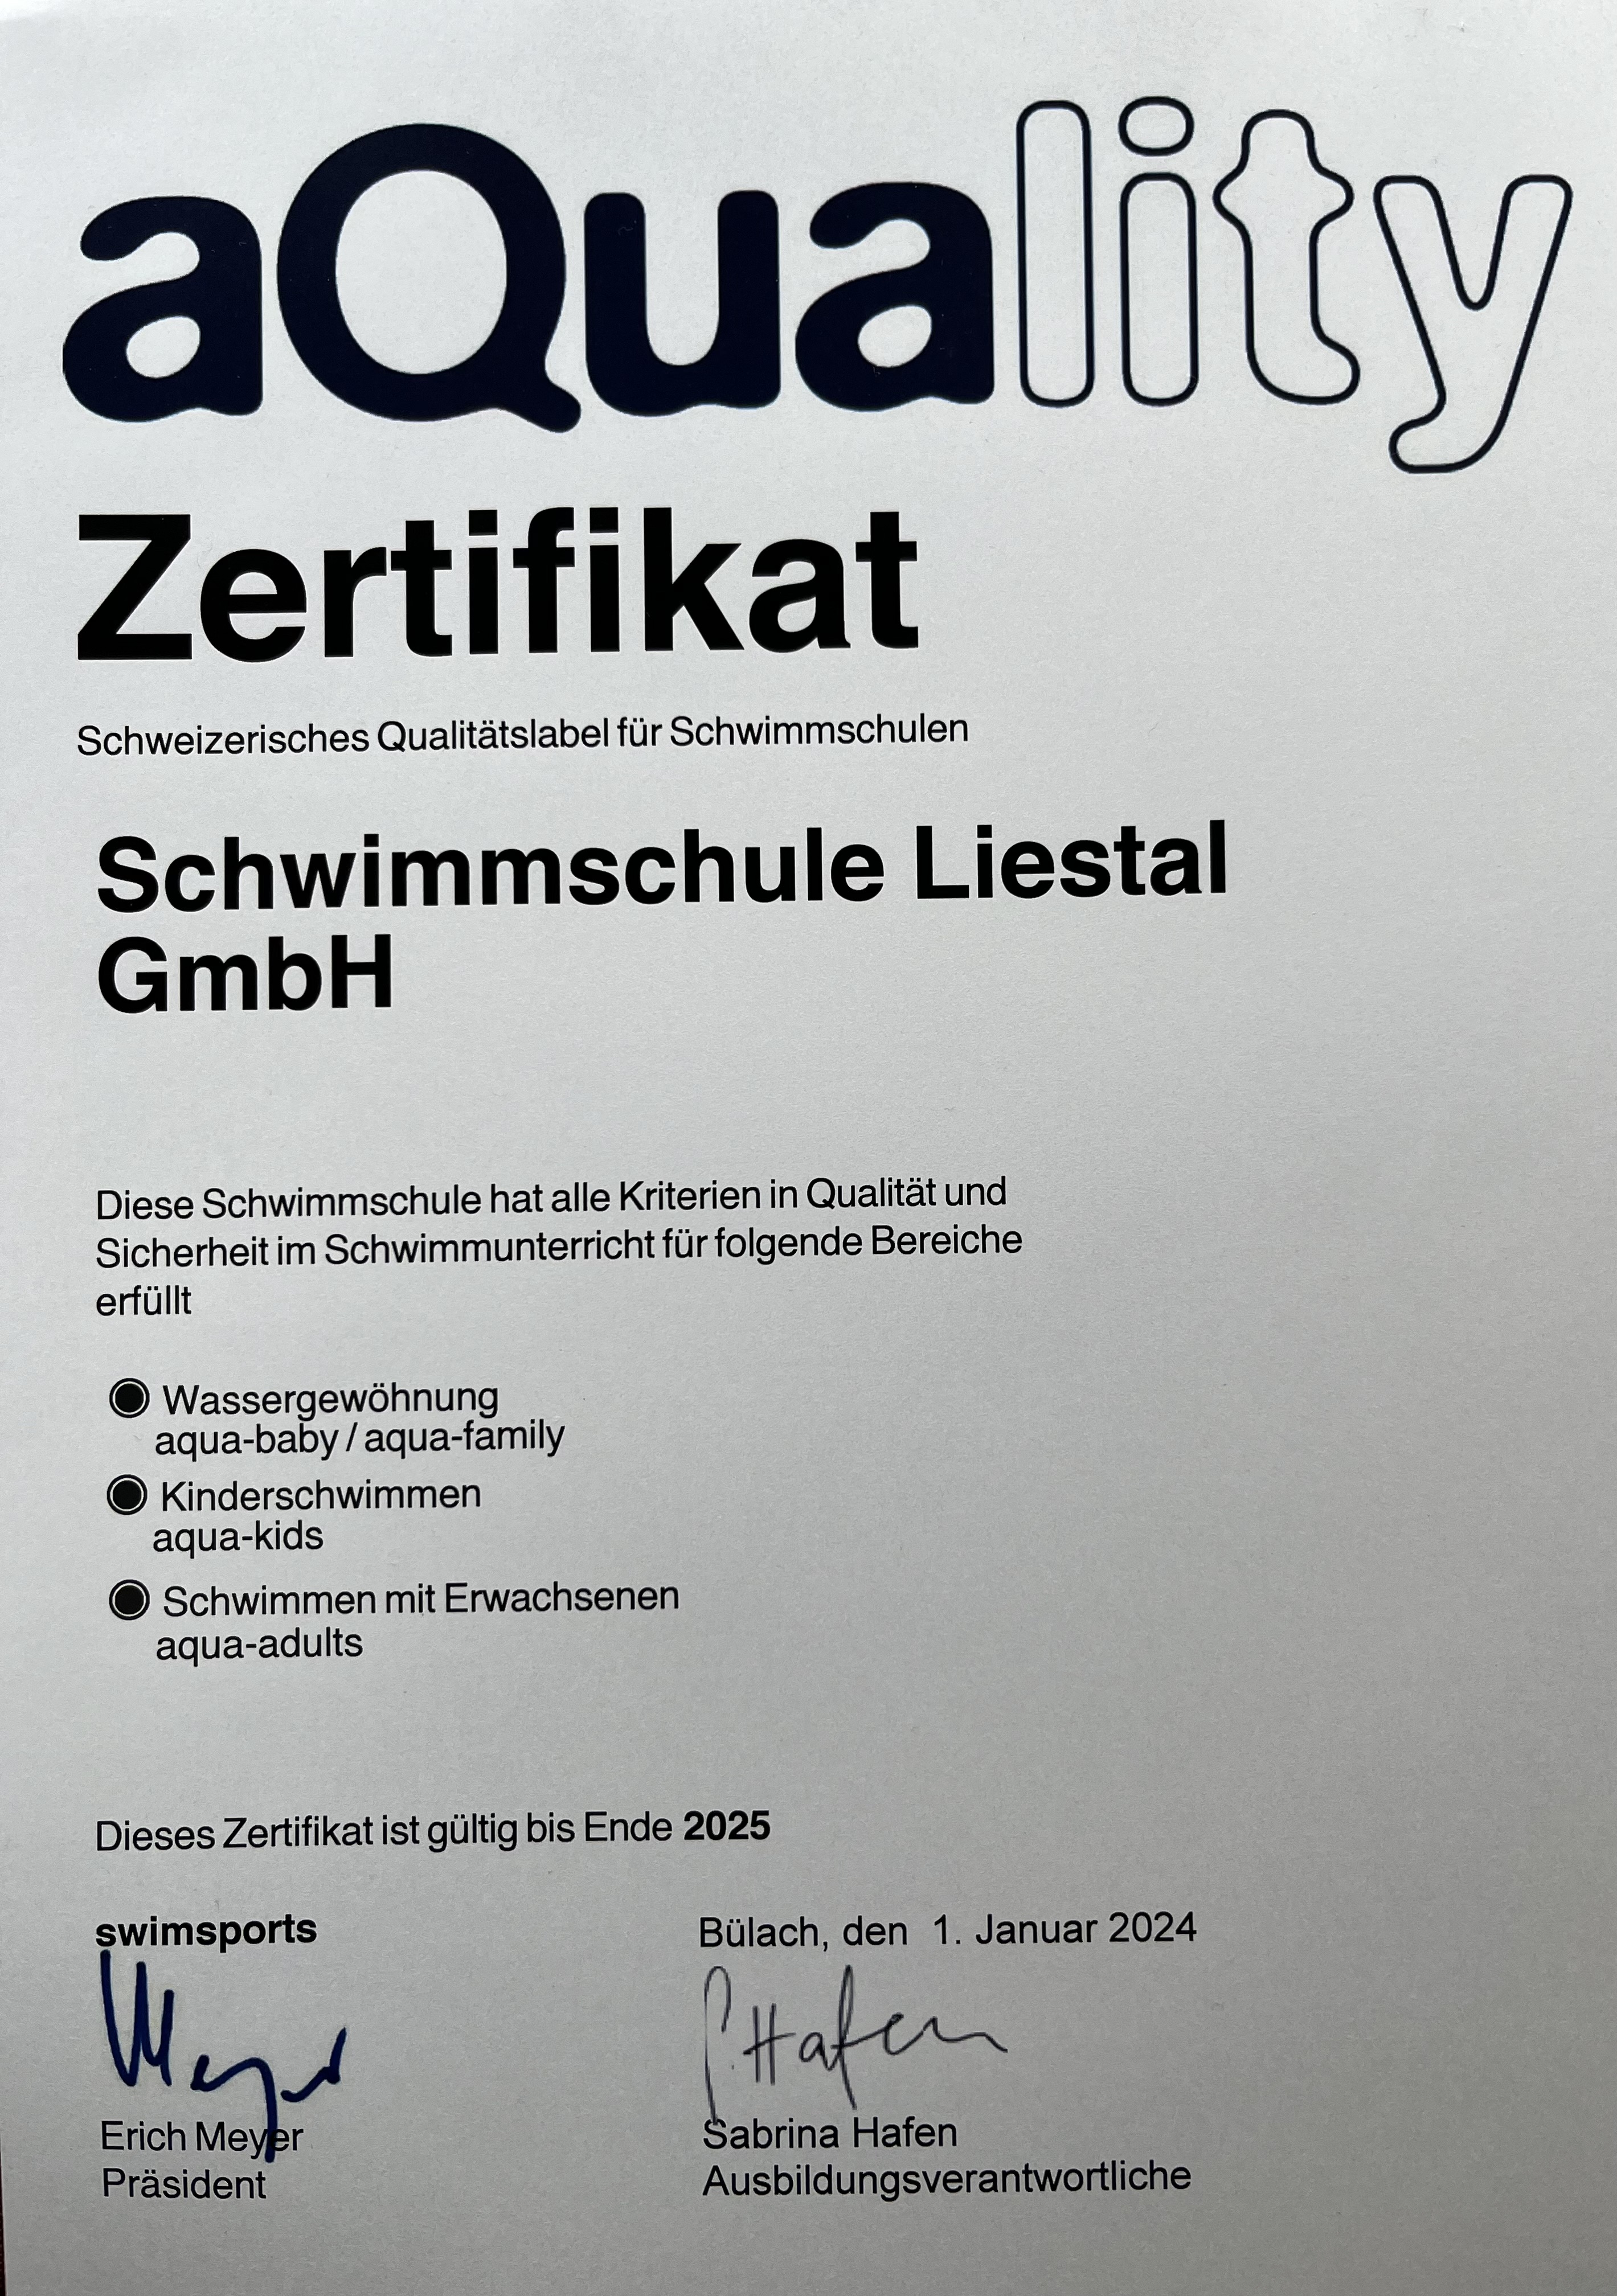 aQuality
Zertifikat
Schweizerisches Qualitätslabel für Schwimmschulen
Schwimmschule Liestal
GmbH
Diese Schwimmschule hat alle Kriterien in Qualität und
Sicherheit im Schwimmunterricht für folgende Bereiche
erfüllt
Wassergewöhnung
aqua-baby / aqua-family
Kinderschwimmen
aqua-kids
Schwimmen mit Erwachsenen
aqua-adults
Dieses Zertifikat ist gültig bis Ende 2025
swimsports
Bülach, den 1. Januar 2024
Meyer
S. Hafen
Erich Meyer
Sabrina Hafen
Präsident
Ausbildungsverantwortliche